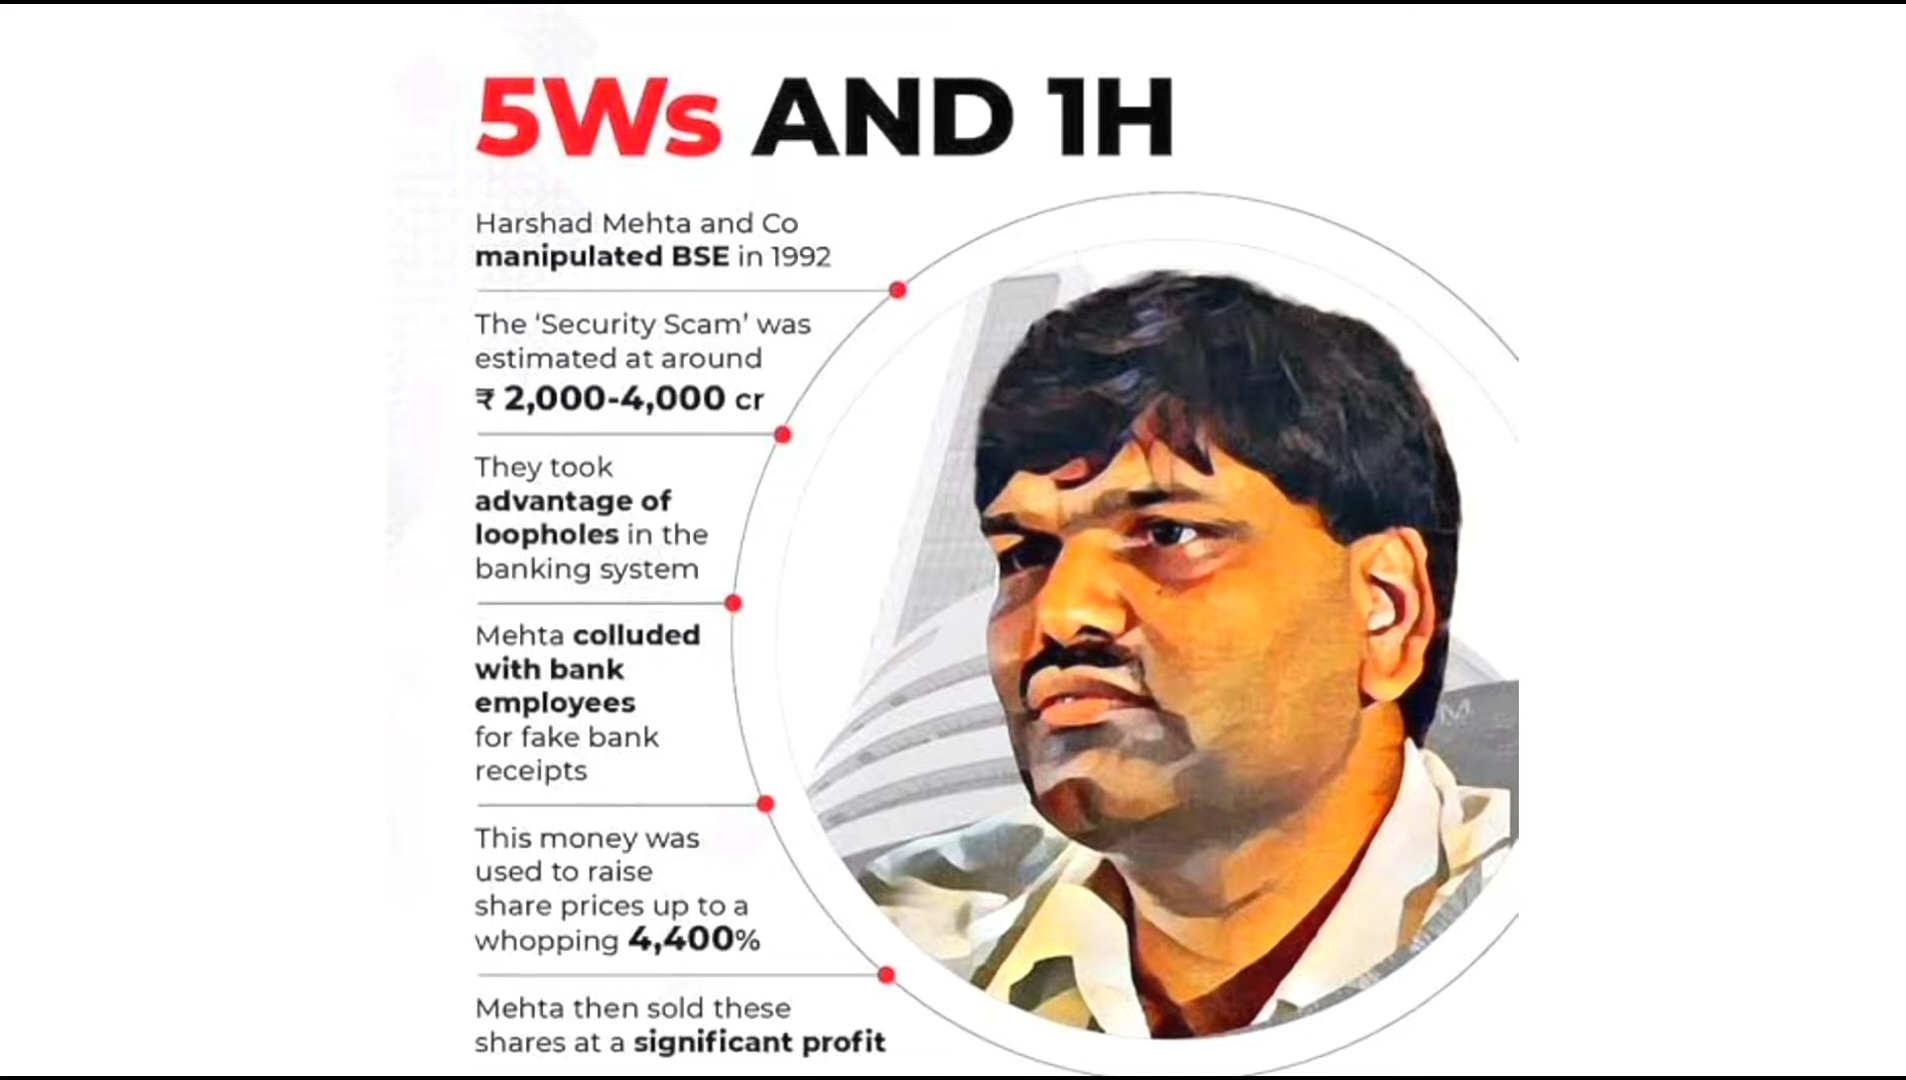 5Ws AND 1H
Harshad Mehta and Co
manipulated BSE in 1992
The ‘Security Scam’ was
estimated at around
₹ 2,000-4,000 cr
They took
advantage of
loopholes in the
banking system
Mehta colluded
with bank
employees
for fake bank
receipts
This money was
used to raise
share prices up to a
whopping 4,400%
Mehta then sold these
shares at a significant profit